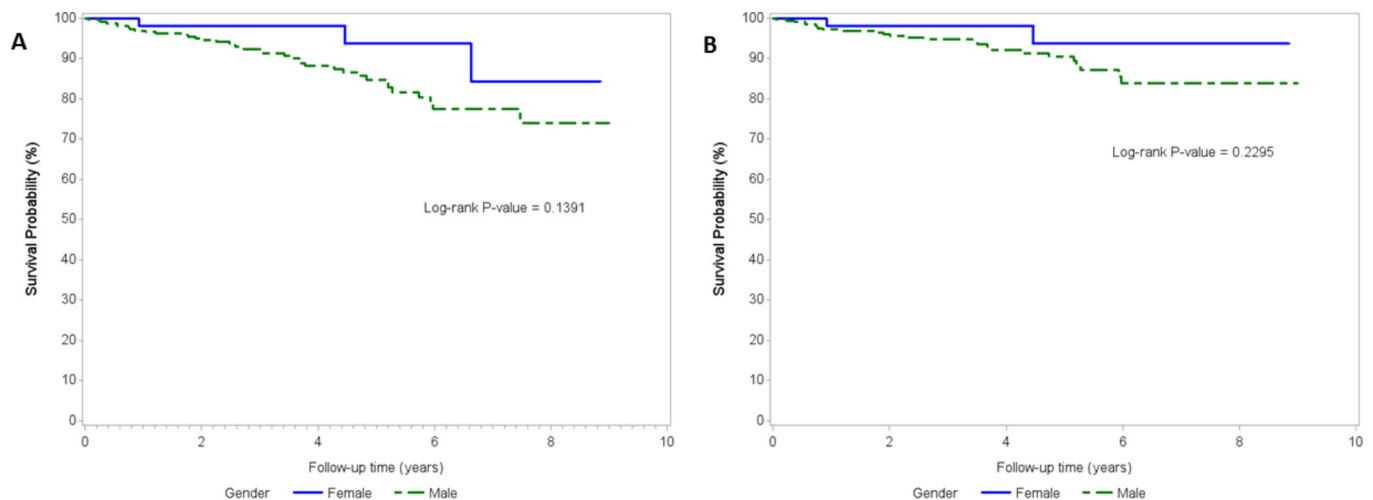 A
Survival Probability (%)
100
90
80
70
60
50
40
30
20
10
0
Log-rank P-value = 0.1391
0 2 4 6 8 10
Follow-up time (years)
Gender Female Male
B
Survival Probability (%)
100
90
80
70
60
50
40
30
20
10
0
Log-rank P-value = 0.2295
0 2 4 6 8 10
Follow-up time (years)
Gender Female Male